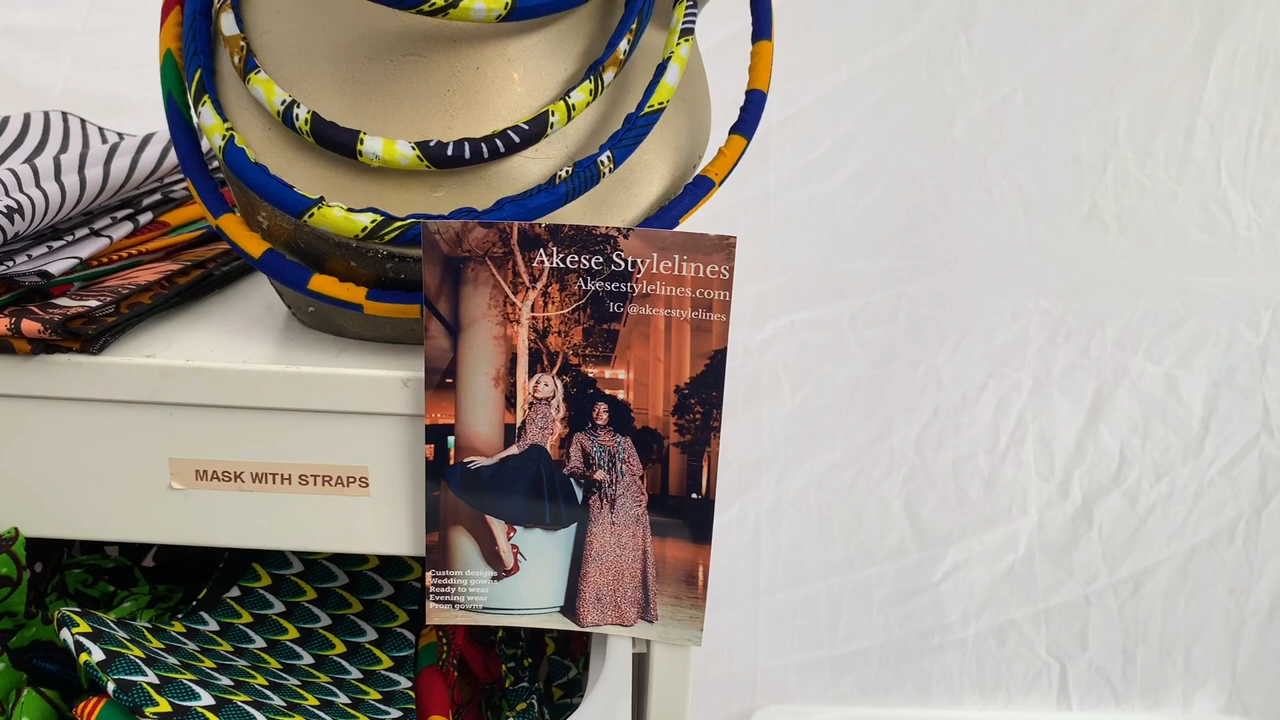 Akese Stylelines
Akesestylelines.com
IG @akesestylelines
MASK WITH STRAPS
Custom designs
Wedding gowns
Ready to wear
Evening wear
Prom gowns